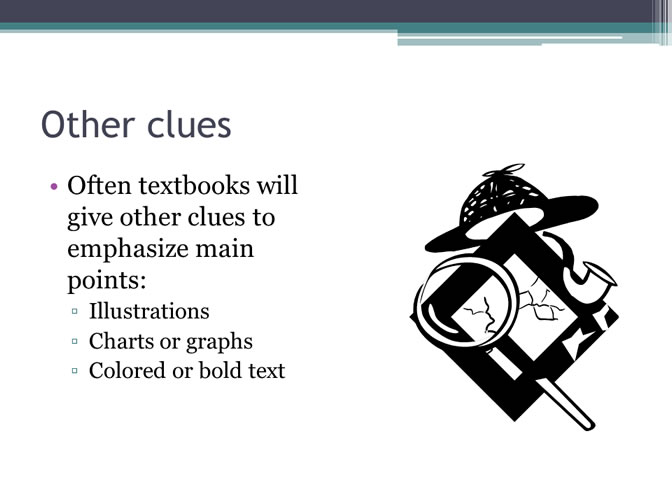 Other clues
• Often textbooks will
give other clues to
emphasize main
points:
▫ Illustrations
▫ Charts or graphs
▫ Colored or bold text